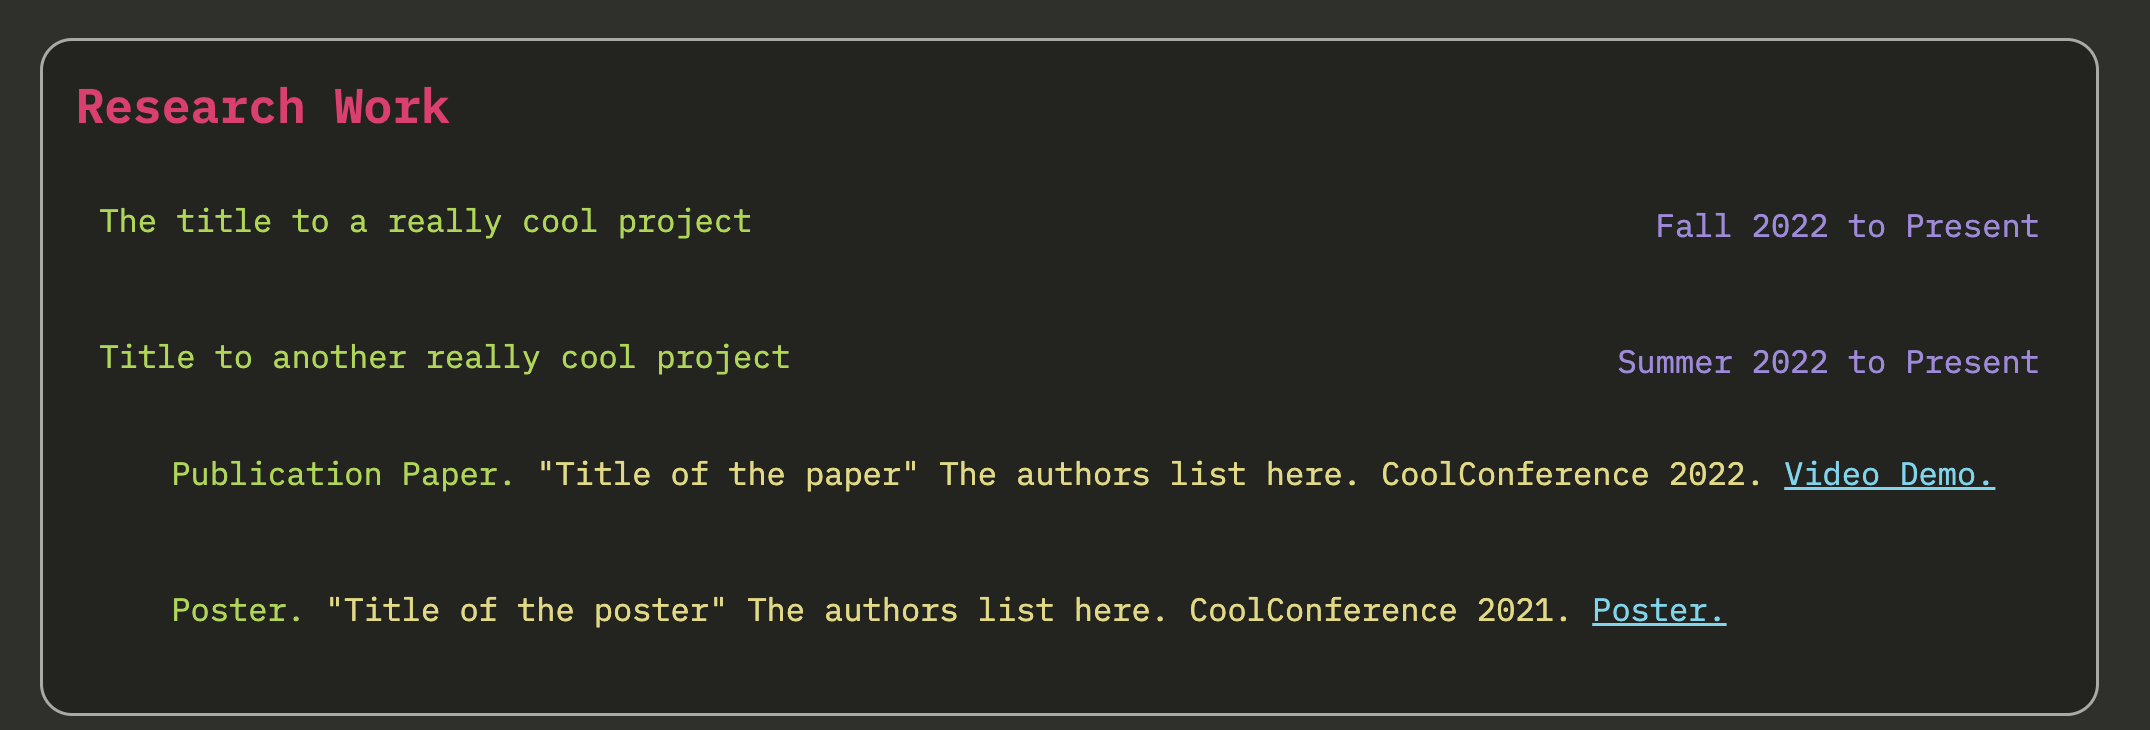 Research Work
The title to a really cool project Fall 2022 to Present
Title to another really cool project Summer 2022 to Present
Publication Paper. "Title of the paper" The authors list here. CoolConference 2022. Video Demo.
Poster. "Title of the poster" The authors list here. CoolConference 2021. Poster.